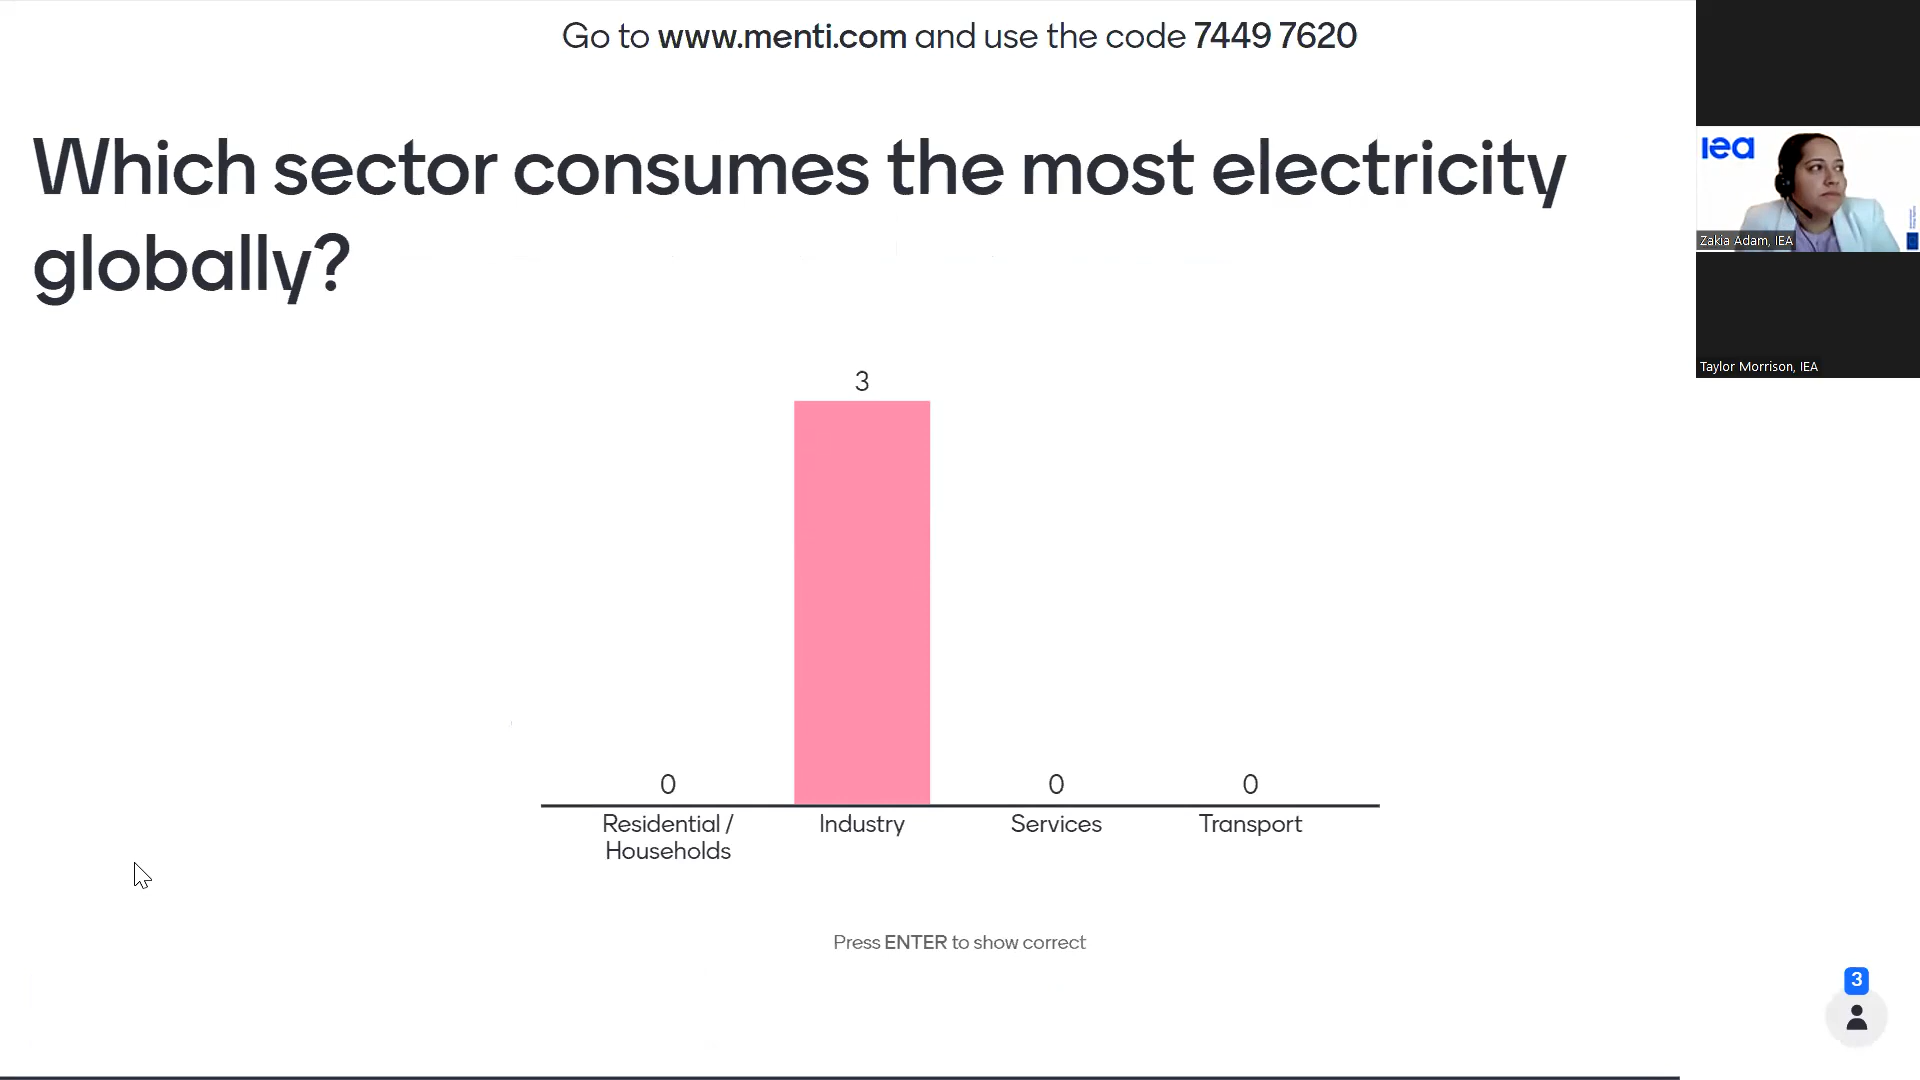 Go to www.menti.com and use the code 7449 7620
Which sector consumes the most electricity
globally?
iea
Zakia Adam, IEA
Taylor Morrison, IEA
3
0
0
0
Residential /
Households
Industry
Services
Transport
Press ENTER to show correct
3